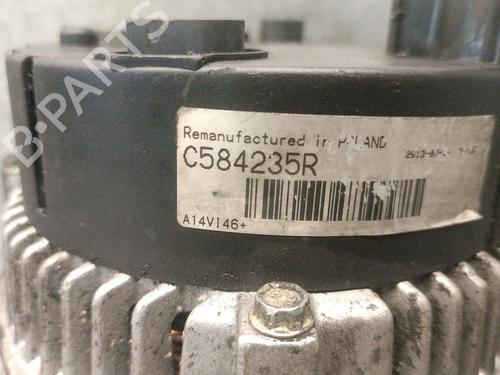 B-PARTS
Remanufactured in POLAND
C584235R
A14VI46+